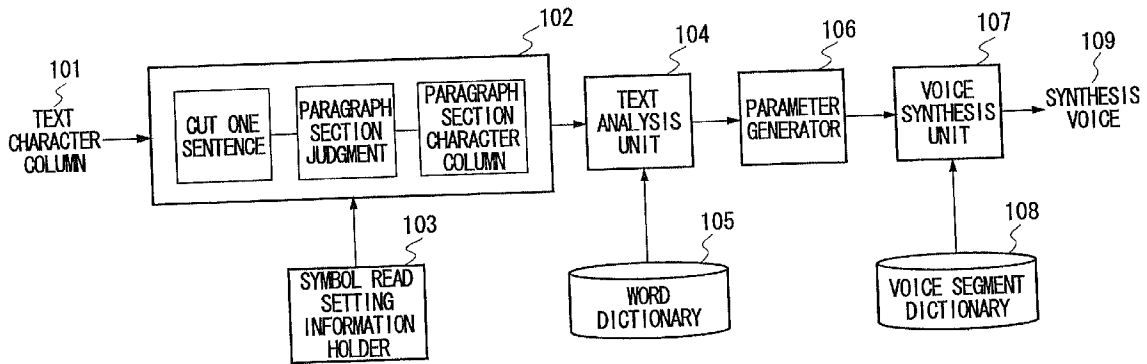 101
TEXT
CHARACTER
COLUMN
102
CUT ONE
SENTENCE
PARAGRAPH
SECTION
JUDGMENT
PARAGRAPH
SECTION
CHARACTER
COLUMN
103
SYMBOL READ
SETTING
INFORMATION
HOLDER
104
TEXT
ANALYSIS
UNIT
105
WORD
DICTIONARY
106
PARAMETER
GENERATOR
107
VOICE
SYNTHESIS
UNIT
108
VOICE SEGMENT
DICTIONARY
109
SYNTHESIS
VOICE